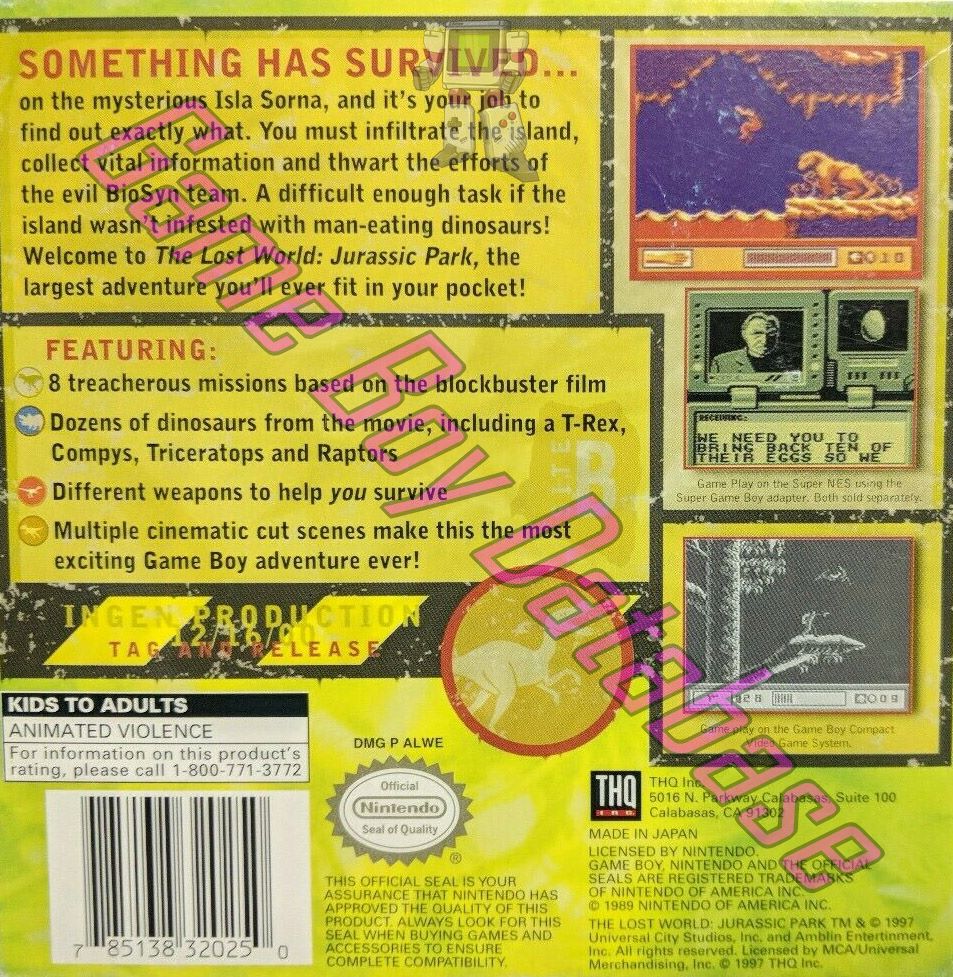 SOMETHING HAS SURVIVED...
on the mysterious Isla Sorna, and it's your job to
find out exactly what. You must infiltrate the island,
collect vital information and thwart the efforts of
the evil BioSyn team. A difficult enough task if the
island wasn't infested with man-eating dinosaurs!
Welcome to The Lost World: Jurassic Park, the
largest adventure you'll ever fit in your pocket!
FEATURING:
8 treacherous missions based on the blockbuster film
Dozens of dinosaurs from the movie, including a T-Rex,
Compys, Triceratops and Raptors
Different weapons to help you survive
Multiple cinematic cut scenes make this the most
exciting Game Boy adventure ever!
SITE
B
INGEN PRODUCTION
12/16/00
TAG AND RELEASE
010
RECEIVING:
WE NEED YOU TO
BRING BACK TEN OF
THEIR EGGS SO WE
Game Play on the Super NES using the
Super Game Boy adapter. Both sold separately.
Game play on the Game Boy Compact
Video Game System.
KIDS TO ADULTS
ANIMATED VIOLENCE
For information on this product's
rating, please call 1-800-771-3772
7 85138 32025 0
DMG P ALWE
Official
Nintendo
Seal of Quality
®
THIS OFFICIAL SEAL IS YOUR
ASSURANCE THAT NINTENDO HAS
APPROVED THE QUALITY OF THIS
PRODUCT. ALWAYS LOOK FOR THIS
SEAL WHEN BUYING GAMES AND
ACCESSORIES TO ENSURE
COMPLETE COMPATIBILITY.
THQ
INC.
THQ Inc.
5016 N. Parkway Calabasas, Suite 100
Calabasas, CA 91302
MADE IN JAPAN
LICENSED BY NINTENDO.
GAME BOY, NINTENDO AND THE OFFICIAL
SEALS ARE REGISTERED TRADEMARKS
OF NINTENDO OF AMERICA INC.
© 1989 NINTENDO OF AMERICA INC.
THE LOST WORLD: JURASSIC PARK TM & © 1997
Universal City Studios, Inc. and Amblin Entertinment,
Inc. All rights reserved. Licensed by MCA/Universal
Merchandising, Inc. © 1997 THQ Inc.
Game Boy Database